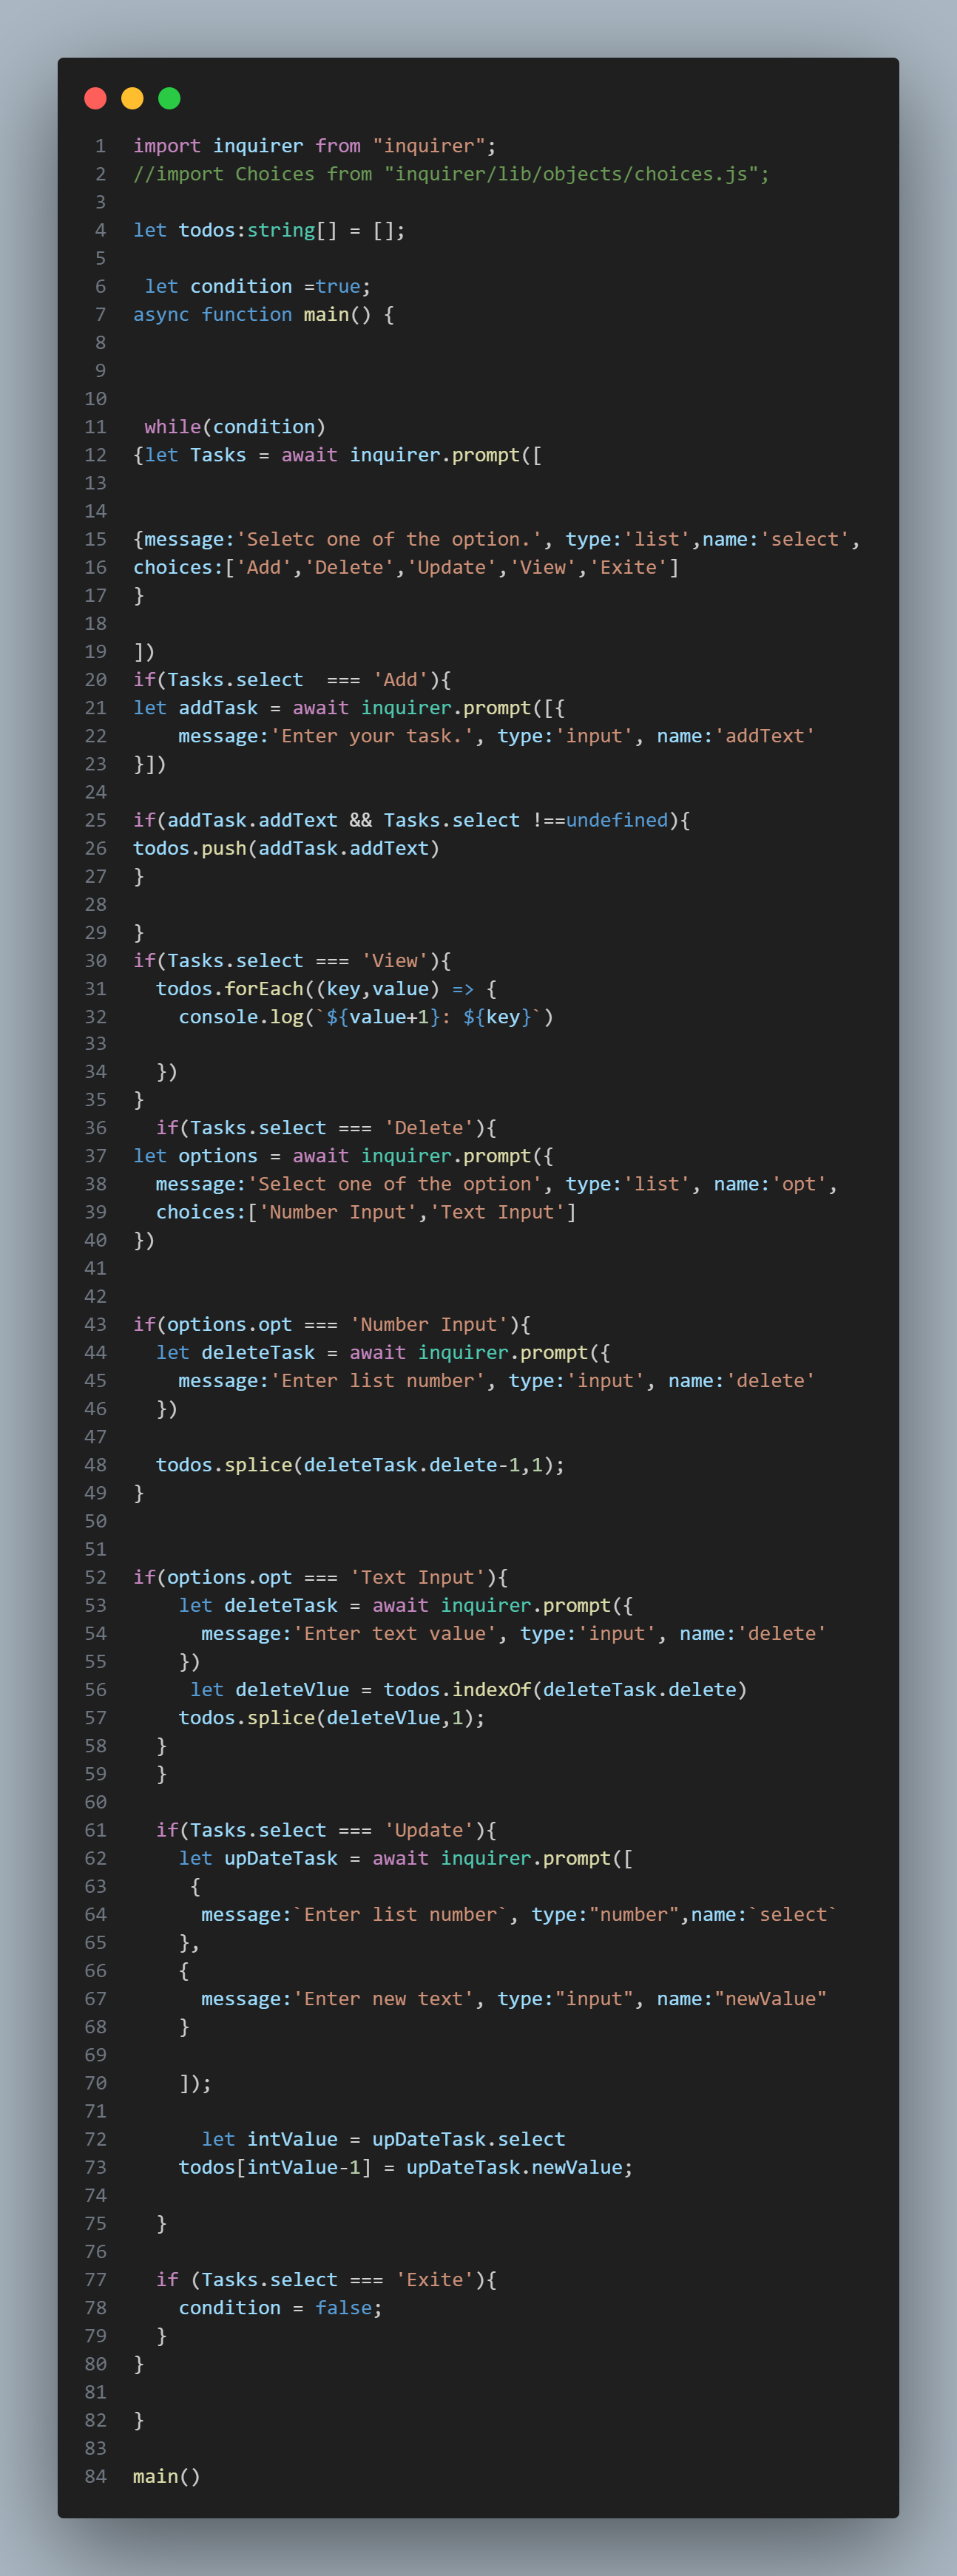 1 import inquirer from "inquirer";
2 //import Choices from "inquirer/lib/objects/choices.js";
3
4 let todos:string[] = [];
5
6  let condition =true;
7 async function main() {
8
9
10
11  while(condition)
12 {let Tasks = await inquirer.prompt([
13
14
15 {message:'Seletc one of the option.', type:'list',name:'select',
16 choices:['Add','Delete','Update','View','Exite']
17 }
18
19 ])
20 if(Tasks.select  === 'Add'){
21 let addTask = await inquirer.prompt([{
22     message:'Enter your task.', type:'input', name:'addText'
23 }])
24
25 if(addTask.addText && Tasks.select !==undefined){
26 todos.push(addTask.addText)
27 }
28
29 }
30 if(Tasks.select === 'View'){
31   todos.forEach((key,value) => {
32     console.log(`${value+1}: ${key}`)
33
34   })
35 }
36   if(Tasks.select === 'Delete'){
37 let options = await inquirer.prompt({
38   message:'Select one of the option', type:'list', name:'opt',
39   choices:['Number Input','Text Input']
40 })
41
42
43 if(options.opt === 'Number Input'){
44   let deleteTask = await inquirer.prompt({
45     message:'Enter list number', type:'input', name:'delete'
46   })
47
48   todos.splice(deleteTask.delete-1,1);
49 }
50
51
52 if(options.opt === 'Text Input'){
53     let deleteTask = await inquirer.prompt({
54       message:'Enter text value', type:'input', name:'delete'
55     })
56      let deleteVlue = todos.indexOf(deleteTask.delete)
57     todos.splice(deleteVlue,1);
58   }
59   }
60
61   if(Tasks.select === 'Update'){
62     let upDateTask = await inquirer.prompt([
63      {
64       message:`Enter list number`, type:"number",name:`select`
65     },
66     {
67       message:'Enter new text', type:"input", name:"newValue"
68     }
69
70     ]);
71
72       let intValue = upDateTask.select
73     todos[intValue-1] = upDateTask.newValue;
74
75   }
76
77   if (Tasks.select === 'Exite'){
78     condition = false;
79   }
80 }
81
82 }
83
84 main()